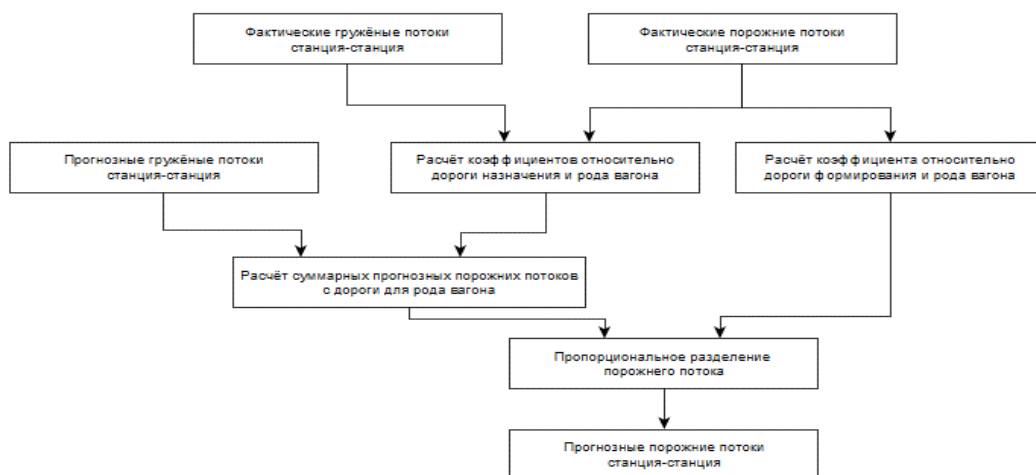 Фактические гружёные потоки
станция-станция
Фактические порожние потоки
станция-станция
Прогнозные гружёные потоки
станция-станция
Расчёт коэффициентов относительно
дороги назначения и рода вагона
Расчёт коэффициента относительно
дороги формирования и рода вагона
Расчёт суммарных прогнозных порожних потоков
с дороги для рода вагона
Пропорциональное разделение
порожнего потока
Прогнозные порожние потоки
станция-станция